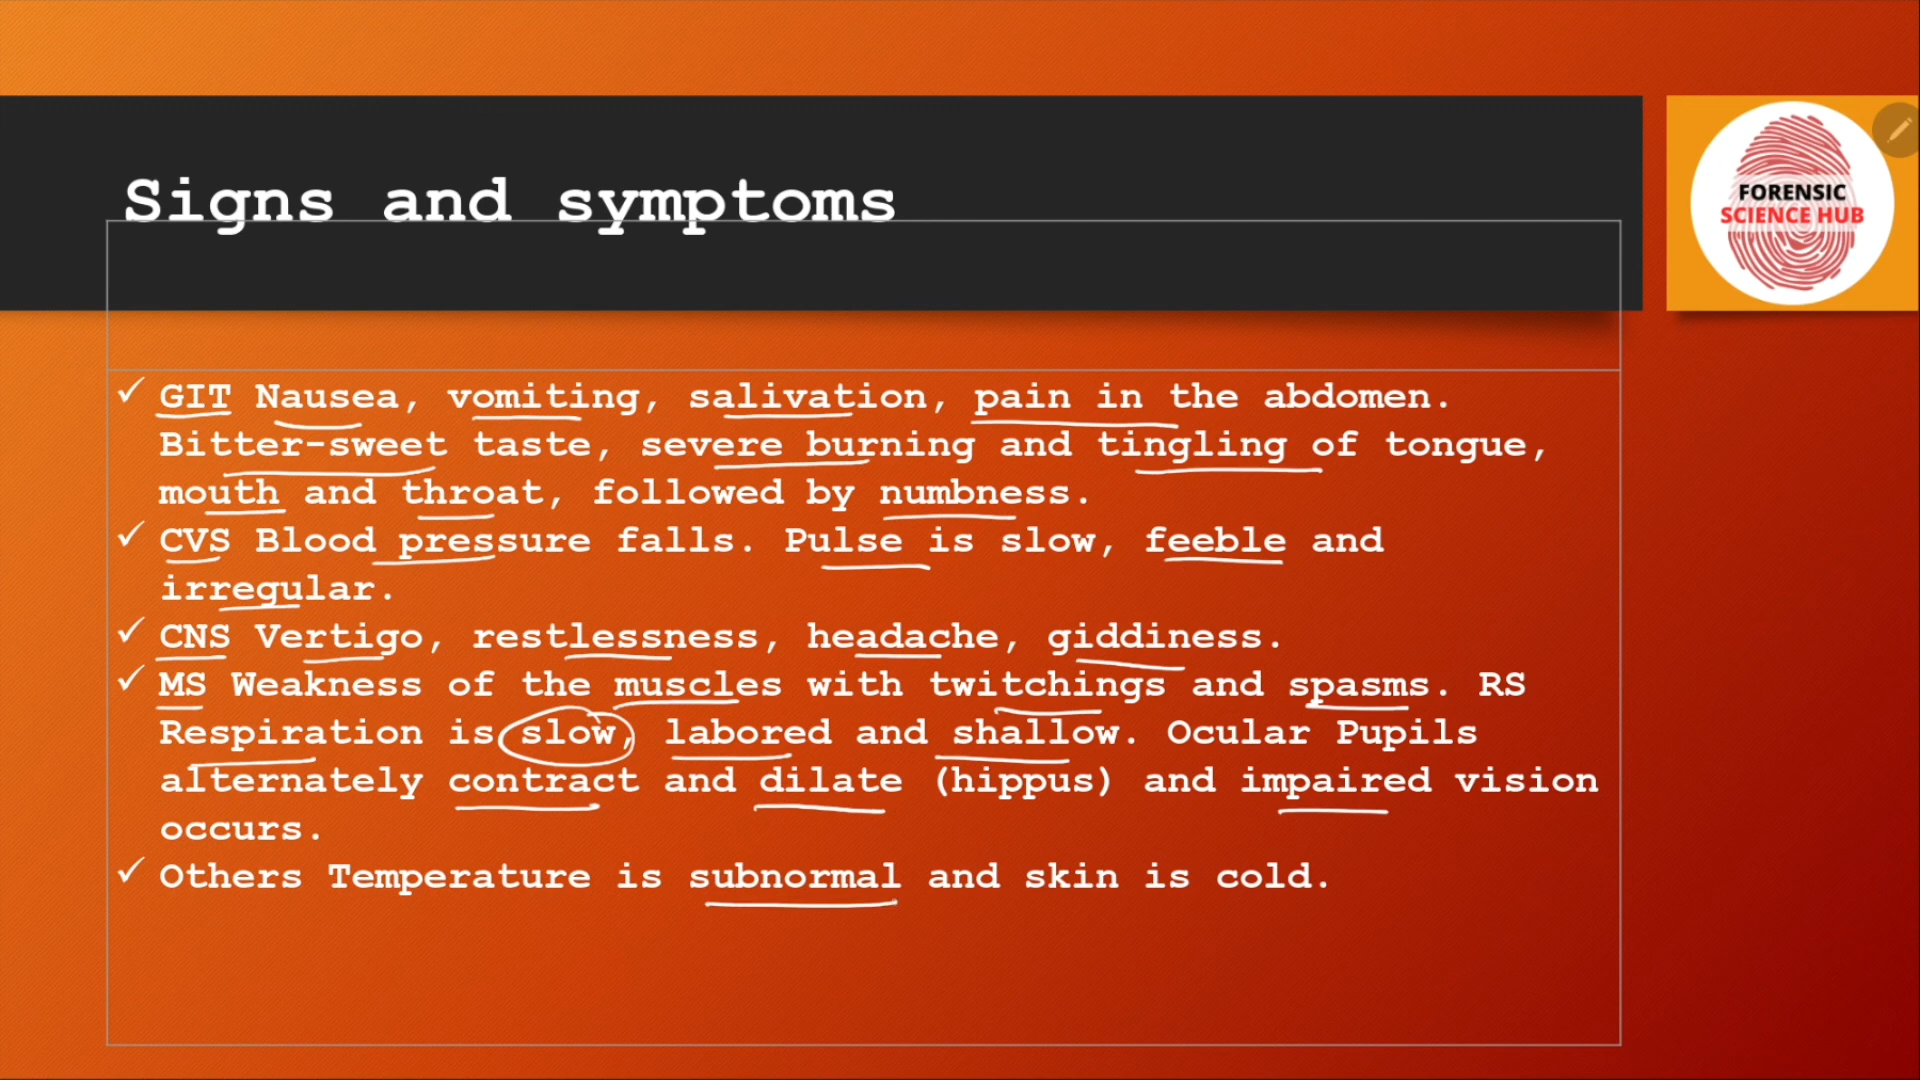 Signs and symptoms
FORENSIC
SCIENCE HUB
✓ GIT Nausea, vomiting, salivation, pain in the abdomen.
Bitter-sweet taste, severe burning and tingling of tongue,
mouth and throat, followed by numbness.
✓ CVS Blood pressure falls. Pulse is slow, feeble and
irregular.
✓ CNS Vertigo, restlessness, headache, giddiness.
✓ MS Weakness of the muscles with twitchings and spasms. RS
Respiration is slow, labored and shallow. Ocular Pupils
alternately contract and dilate (hippus) and impaired vision
occurs.
✓ Others Temperature is subnormal and skin is cold.